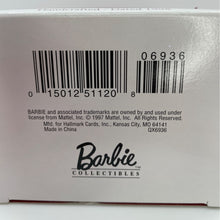 06936
0 15012 51120 8
BARBIE and associated trademarks are owned by and used under
license from Mattel, Inc. © 1997 Mattel, Inc. All Rights Reserved.
Mfd. for Hallmark Cards, Inc., Kansas City, MO 64141
Made in China QX6936
Barbie
COLLECTIBLES